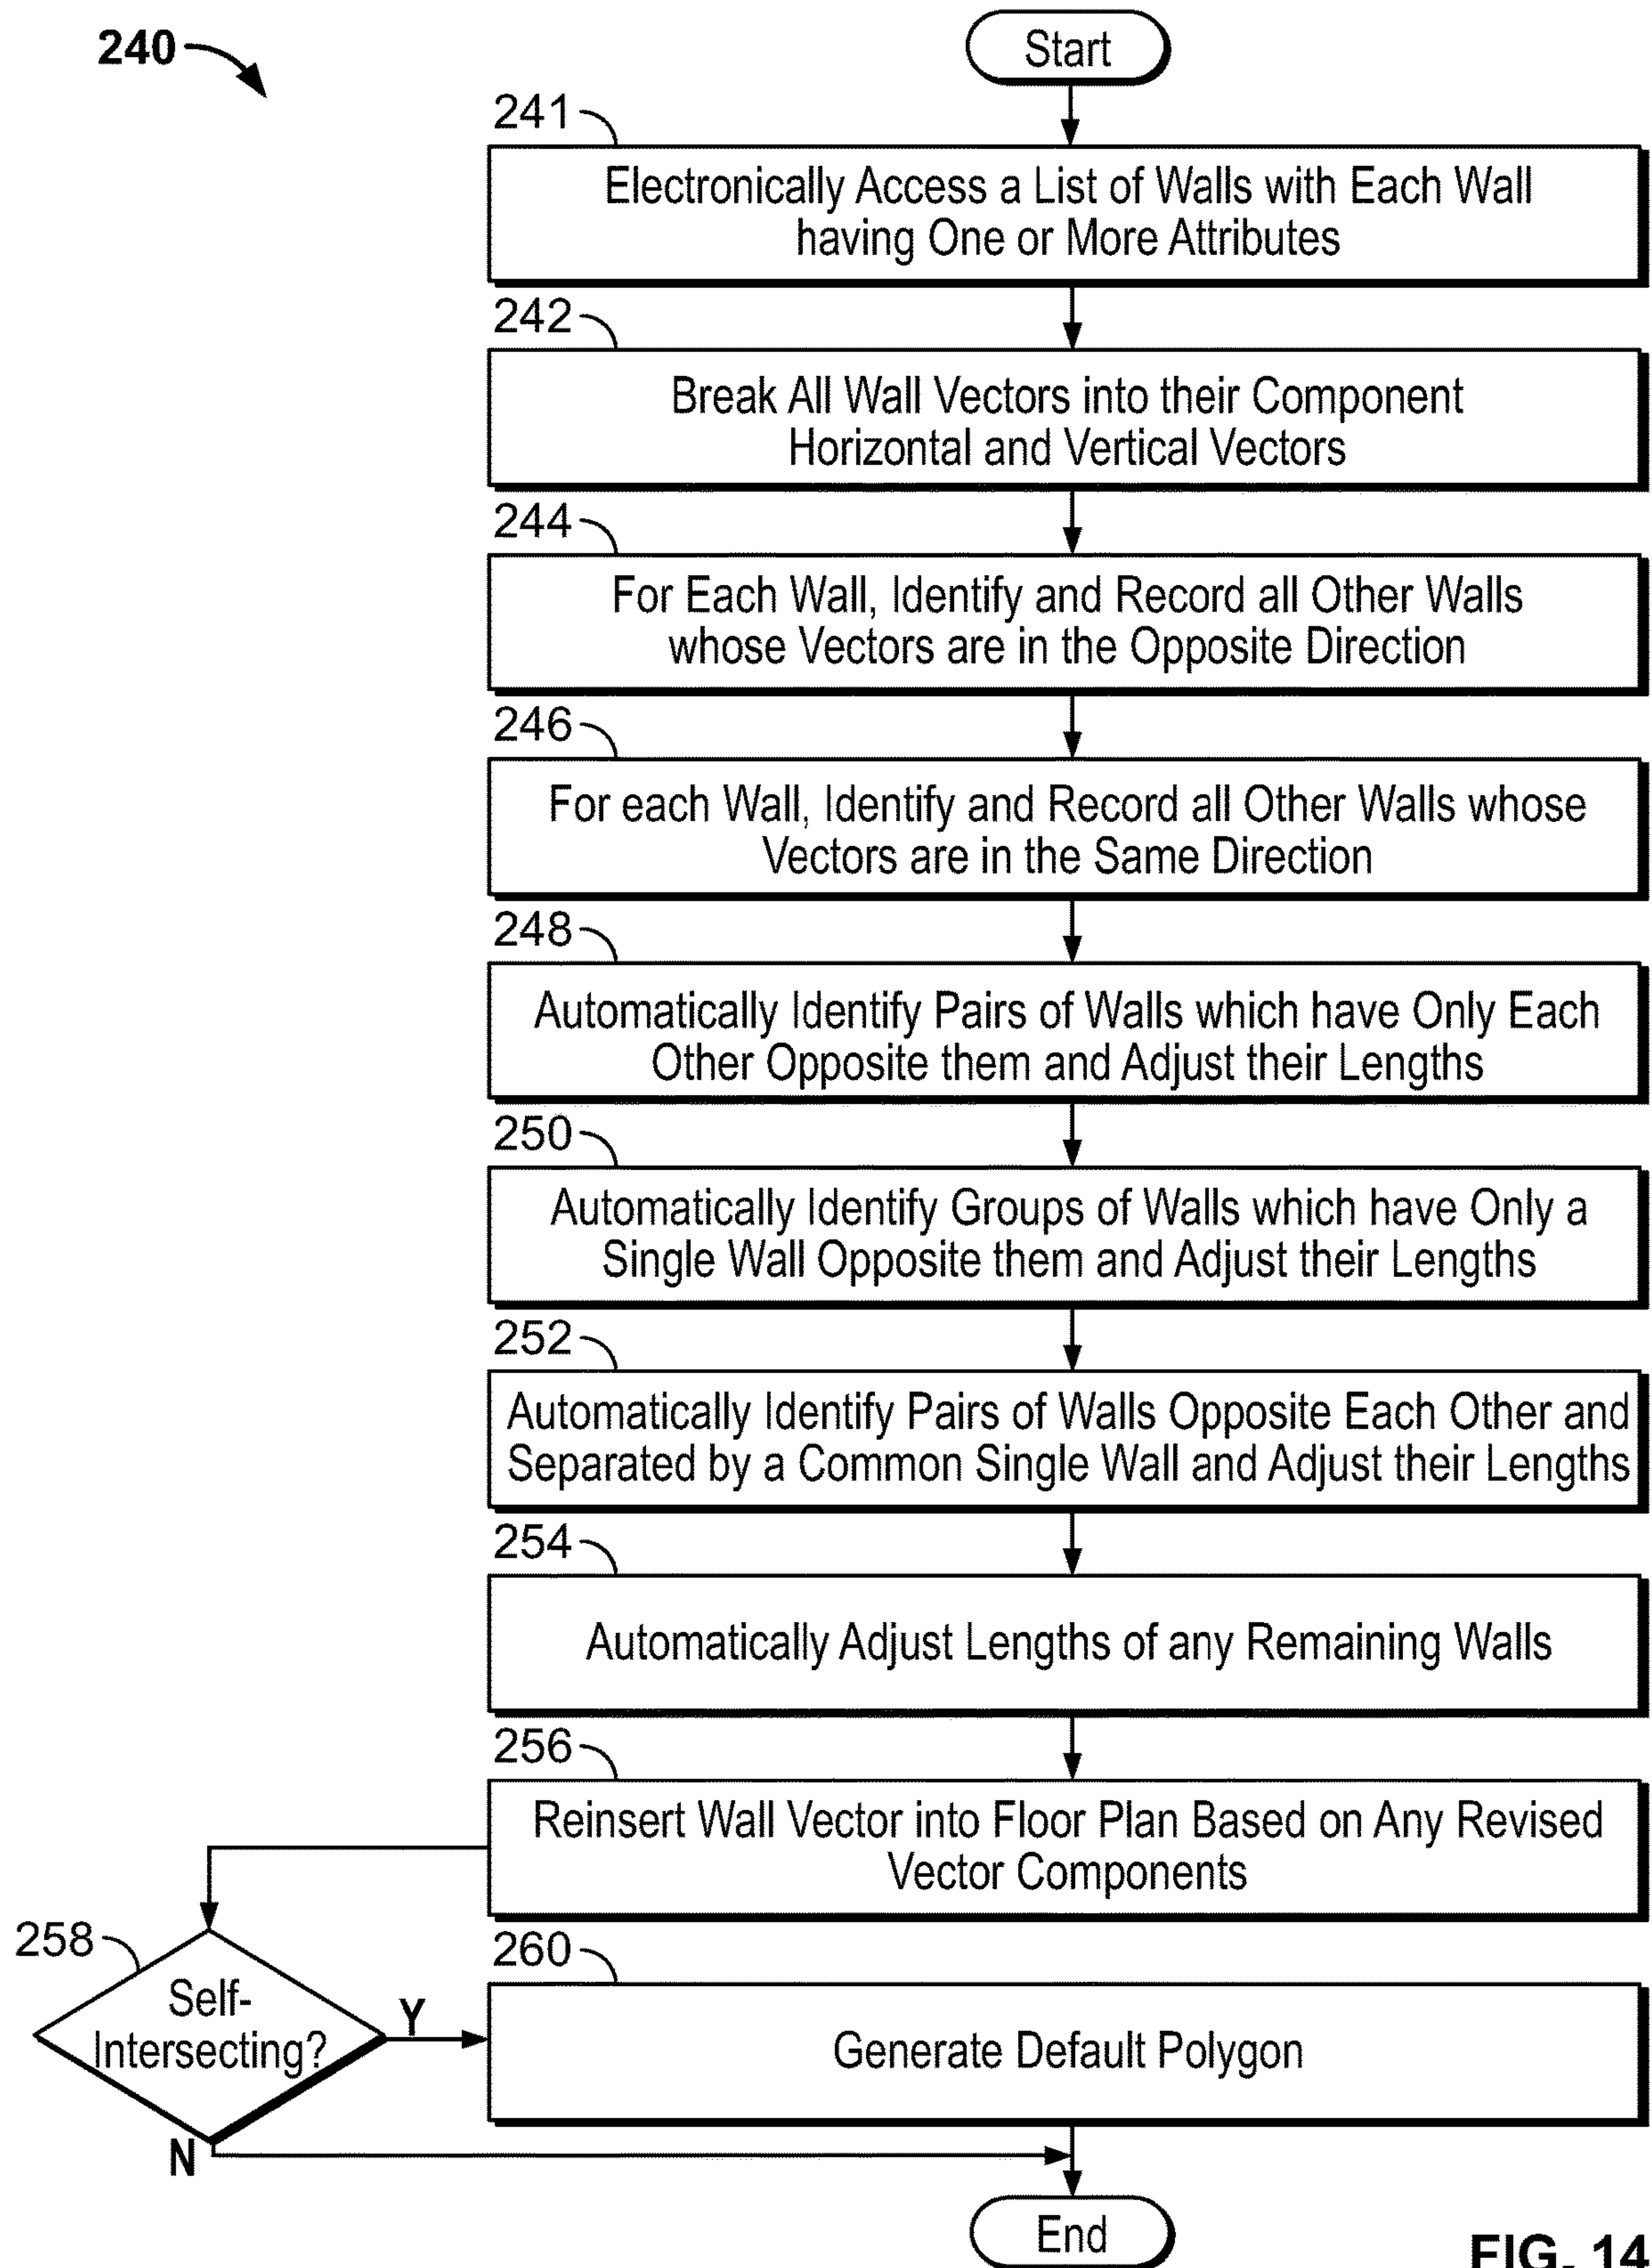 240
Start
241
Electronically Access a List of Walls with Each Wall
having One or More Attributes
242
Break All Wall Vectors into their Component
Horizontal and Vertical Vectors
244
For Each Wall, Identify and Record all Other Walls
whose Vectors are in the Opposite Direction
246
For each Wall, Identify and Record all Other Walls whose
Vectors are in the Same Direction
248
Automatically Identify Pairs of Walls which have Only Each
Other Opposite them and Adjust their Lengths
250
Automatically Identify Groups of Walls which have Only a
Single Wall Opposite them and Adjust their Lengths
252
Automatically Identify Pairs of Walls Opposite Each Other and
Separated by a Common Single Wall and Adjust their Lengths
254
Automatically Adjust Lengths of any Remaining Walls
256
Reinsert Wall Vector into Floor Plan Based on Any Revised
Vector Components
258
Self-
Intersecting?
Y
N
260
Generate Default Polygon
End
FIG. 14